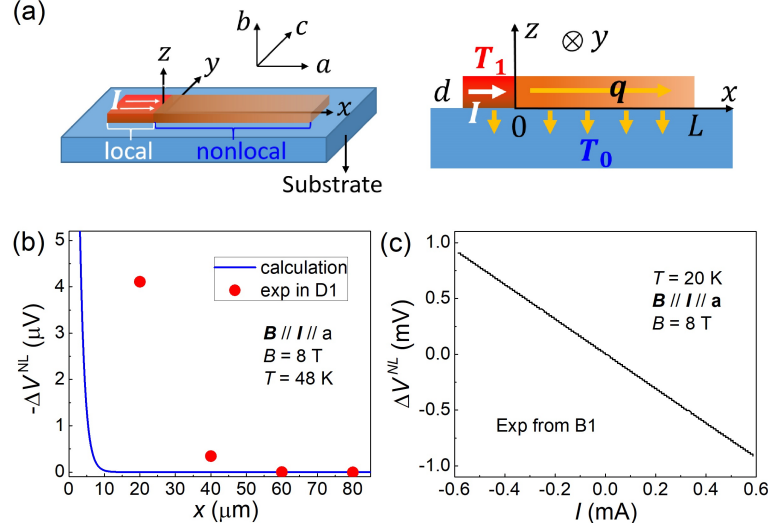 (a)
b
c
a
z
y
I
x
local
nonlocal
Substrate
z
⊗ y
T₁
d
I
q
x
0
L
T₀
(b)
5
4
3
2
1
0
-ΔV^NL (μV)
calculation
exp in D1
B // I // a
B = 8 T
T = 48 K
0 10 20 30 40 50 60 70 80
x (μm)
(c)
1.0
0.5
0.0
-0.5
-1.0
ΔV^NL (mV)
T = 20 K
B // I // a
B = 8 T
Exp from B1
-0.6 -0.4 -0.2 0.0 0.2 0.4 0.6
I (mA)